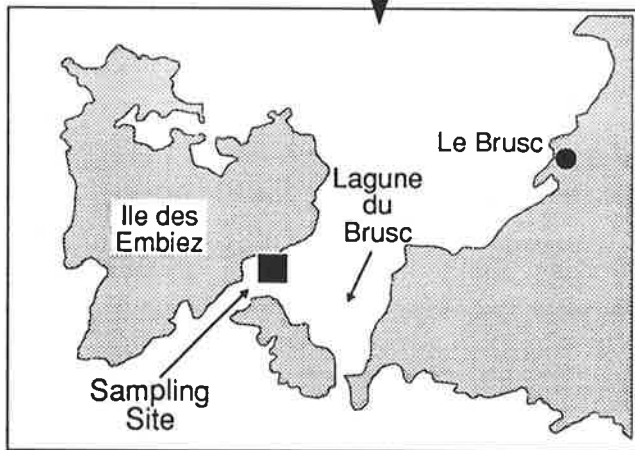 Le Brusc
Lagune
du
Brusc
Ile des
Embiez
Sampling
Site